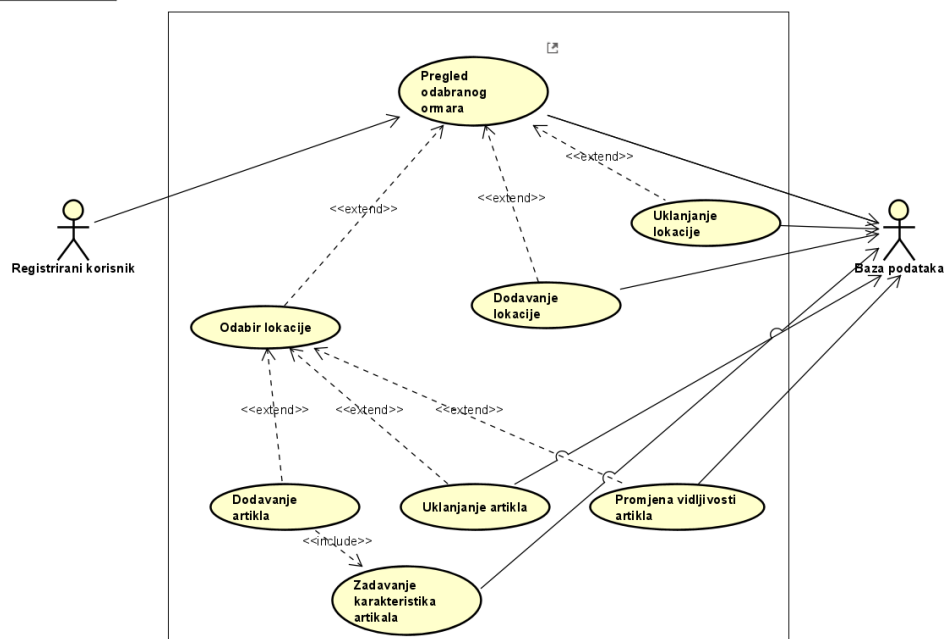 Pregled
odabranog
ormara
<<extend>>
<<extend>>
<<extend>>
Uklanjanje
lokacije
Registrirani korisnik
Baza podataka
Dodavanje
lokacije
Odabir lokacije
<<extend>>
<<extend>>
<<extend>>
Dodavanje
artikla
Uklanjanje artikla
Promjena vidljivosti
artikla
<<include>>
Zadavanje
karakteristika
artikala